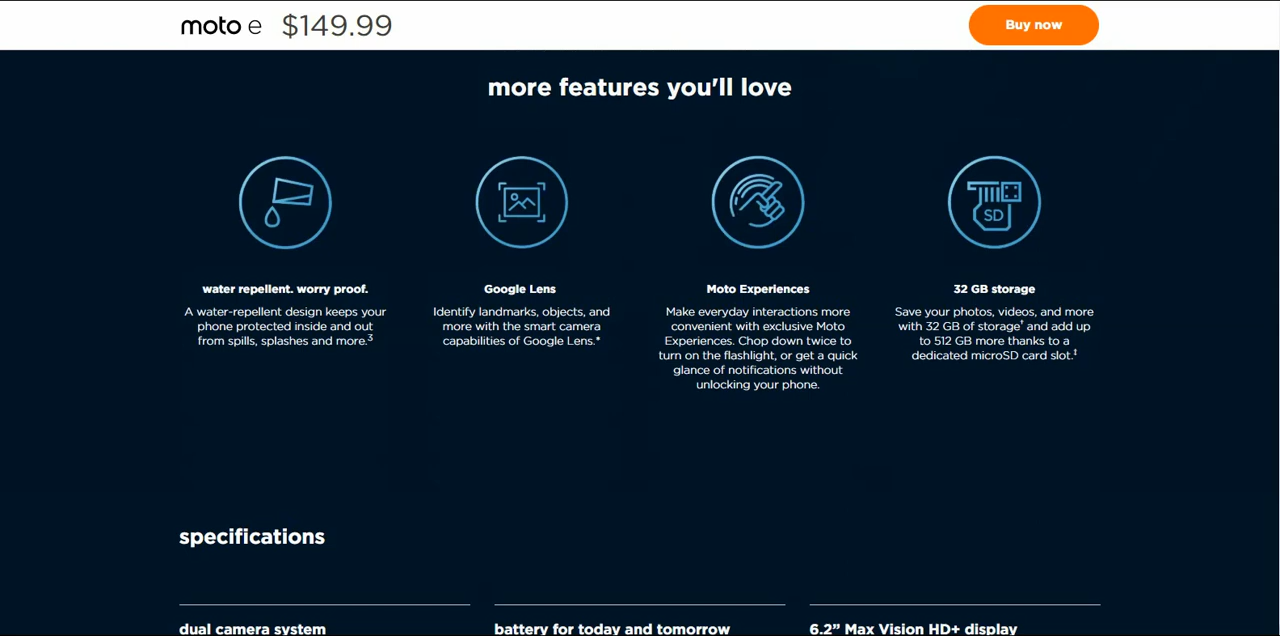 moto e $149.99
Buy now
more features you'll love
SD
water repellent. worry proof.
A water-repellent design keeps your
phone protected inside and out
from spills, splashes and more.3
Google Lens
Identify landmarks, objects, and
more with the smart camera
capabilities of Google Lens.*
Moto Experiences
Make everyday interactions more
convenient with exclusive Moto
Experiences. Chop down twice to
turn on the flashlight, or get a quick
glance of notifications without
unlocking your phone.
32 GB storage
Save your photos, videos, and more
with 32 GB of storage† and add up
to 512 GB more thanks to a
dedicated microSD card slot.‡
specifications
dual camera system
battery for today and tomorrow
6.2” Max Vision HD+ display